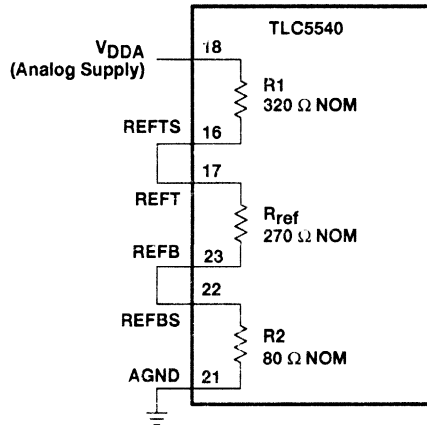 TLC5540
VDDA
(Analog Supply)
18
R1
320 Ω NOM
REFTS
16
17
REFT
Rref
270 Ω NOM
REFB
23
22
REFBS
R2
80 Ω NOM
AGND
21